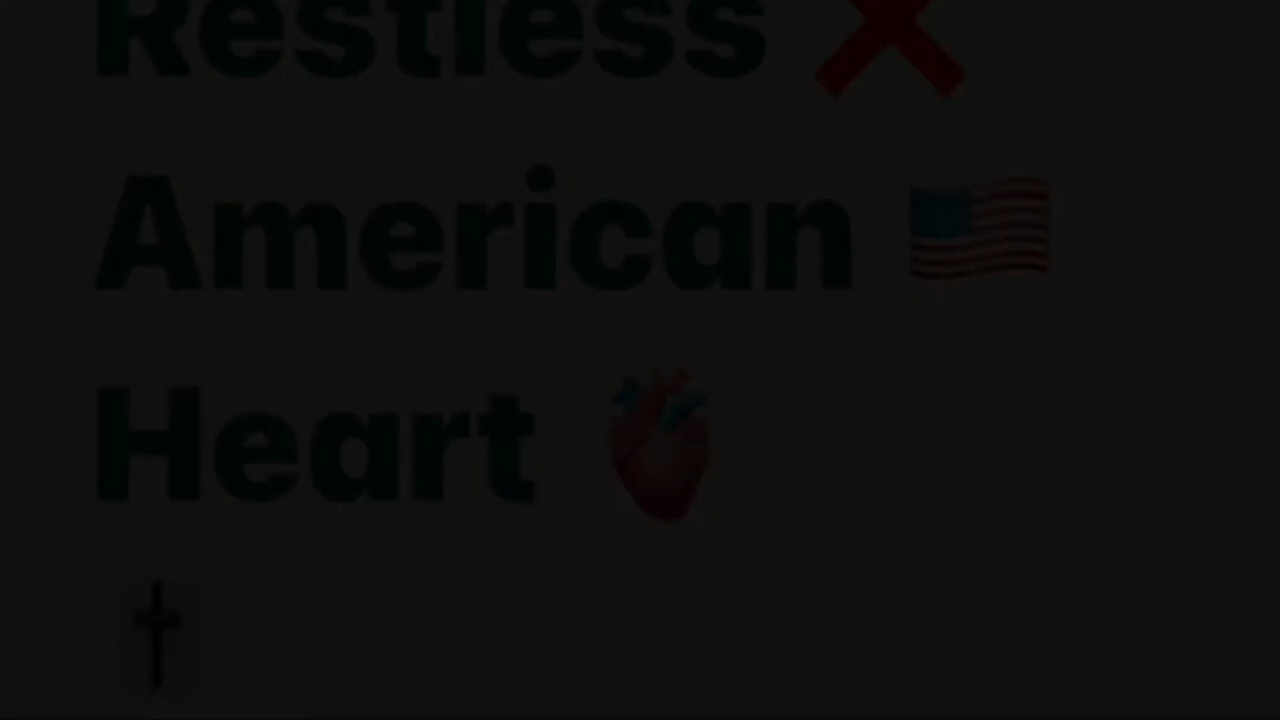 Restless ❌
American 🇺🇸
Heart 🫀
†